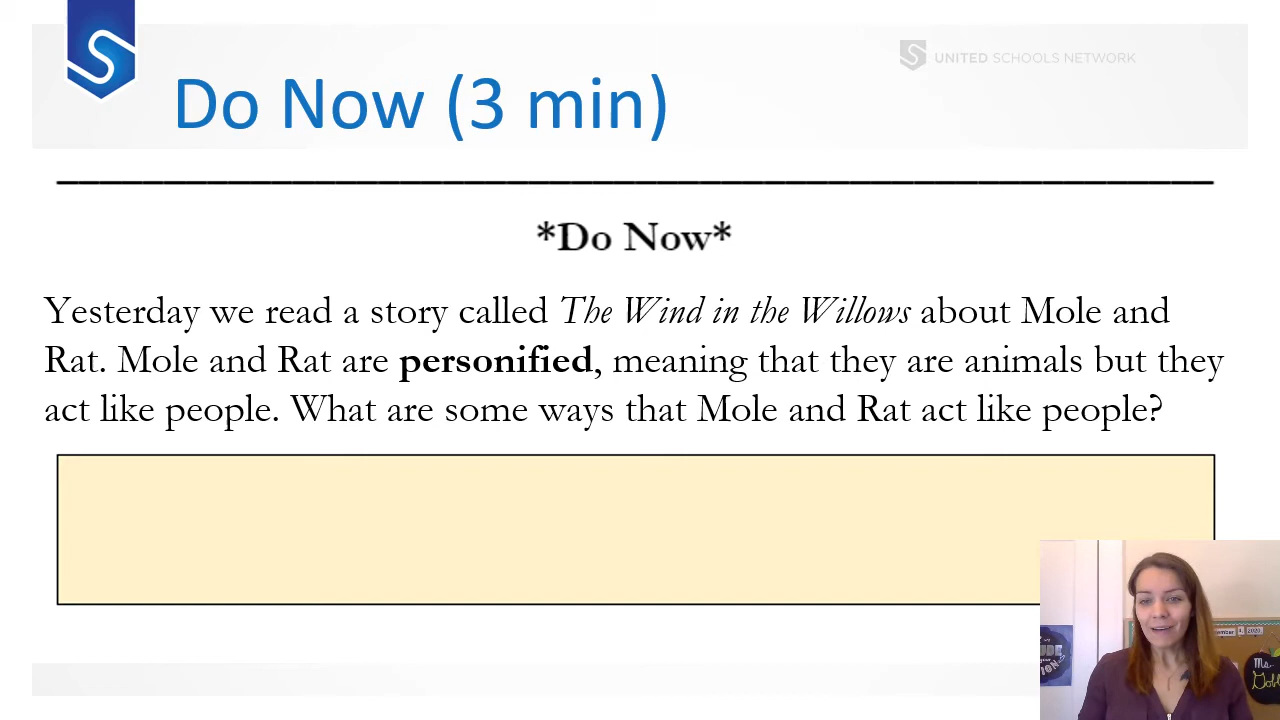 UNITED SCHOOLS NETWORK
Do Now (3 min)
*Do Now*
Yesterday we read a story called The Wind in the Willows about Mole and
Rat. Mole and Rat are personified, meaning that they are animals but they
act like people. What are some ways that Mole and Rat act like people?
2020
Ms.